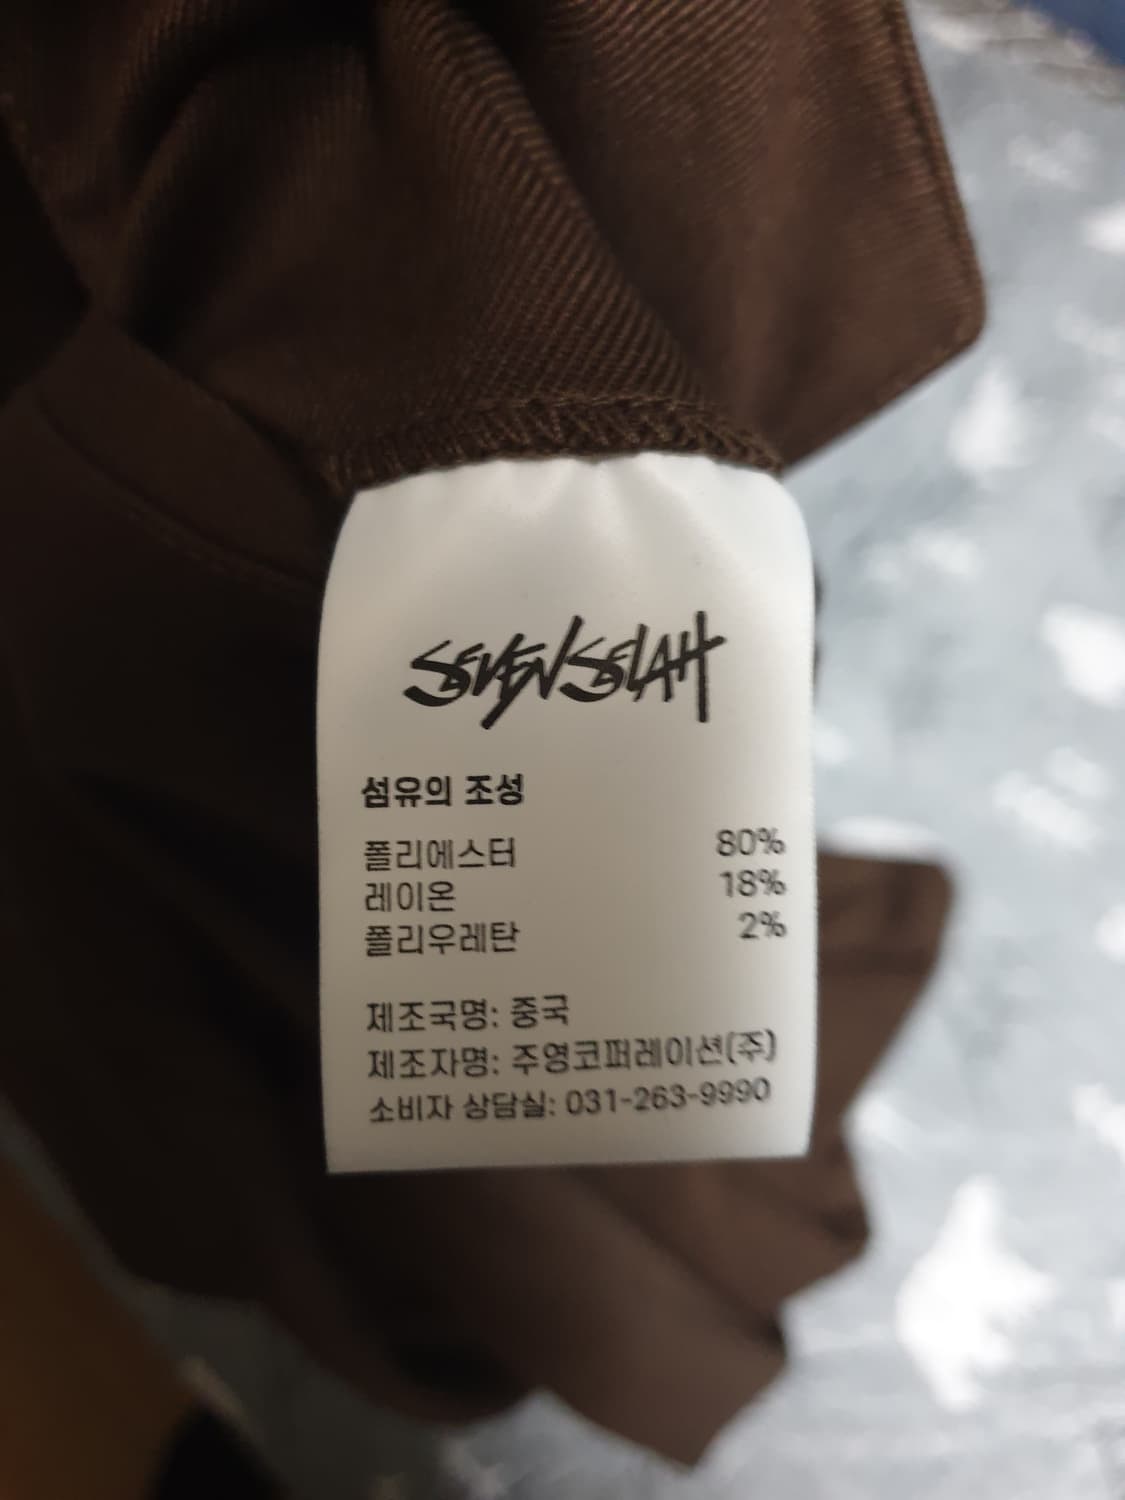 SEVENSELAH
섬유의 조성
폴리에스터 80%
레이온 18%
폴리우레탄 2%
제조국명: 중국
제조자명: 주영코퍼레이션(주)
소비자 상담실: 031-263-9990